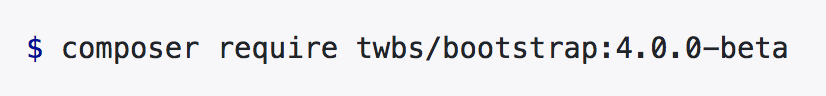 $ composer require twbs/bootstrap:4.0.0-beta